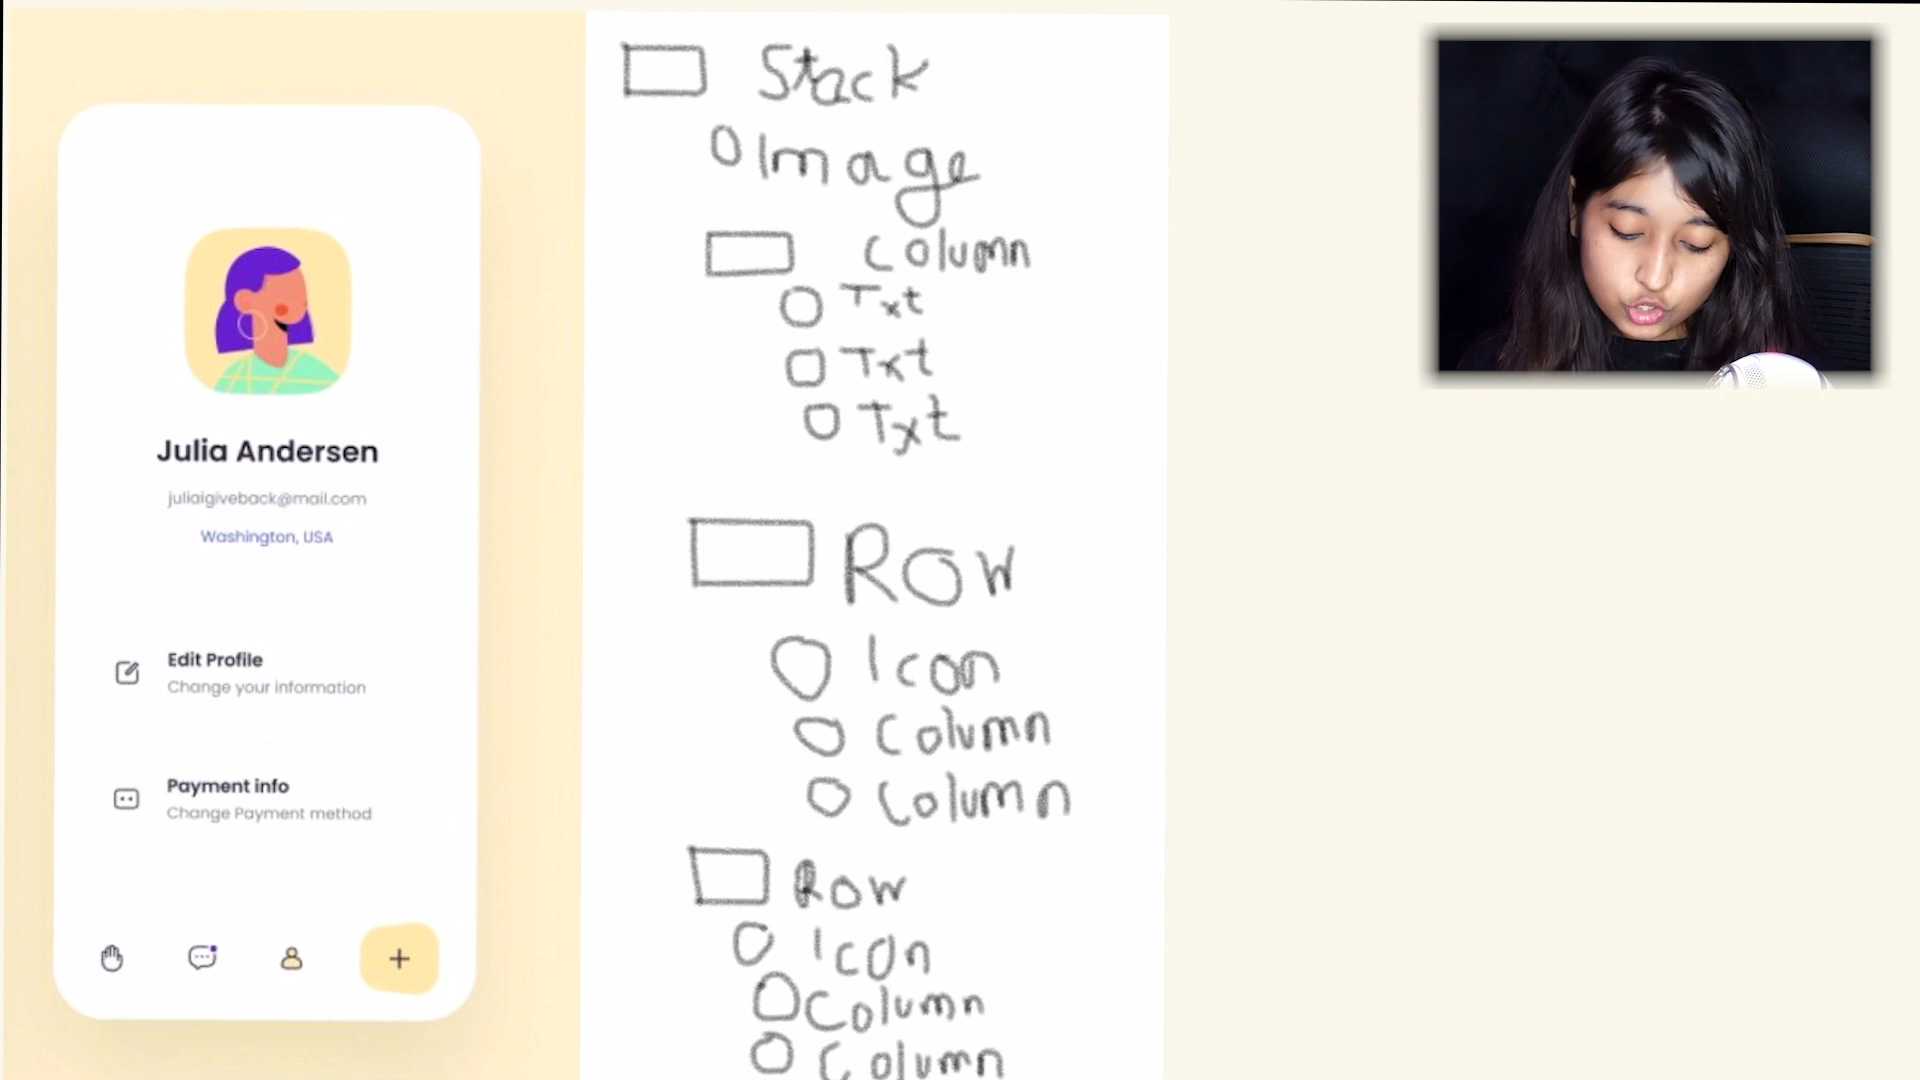 Julia Andersen
juliaigiveback@mail.com
Washington, USA
Edit Profile
Change your information
Payment info
Change Payment method
Stack
Image
Column
Txt
Txt
Txt
Row
Icon
Column
Column
Row
Icon
Column
Column